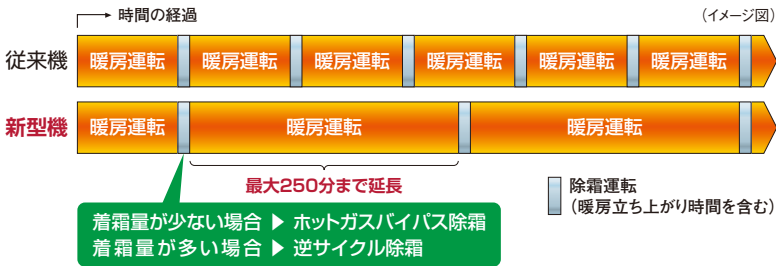 時間の経過
(イメージ図)
従来機 暖房運転 暖房運転 暖房運転 暖房運転 暖房運転 暖房運転
新型機 暖房運転 暖房運転 暖房運転
最大250分まで延長
除霜運転
(暖房立ち上がり時間を含む)
着霜量が少ない場合 ▶ ホットガスバイパス除霜
着霜量が多い場合 ▶ 逆サイクル除霜